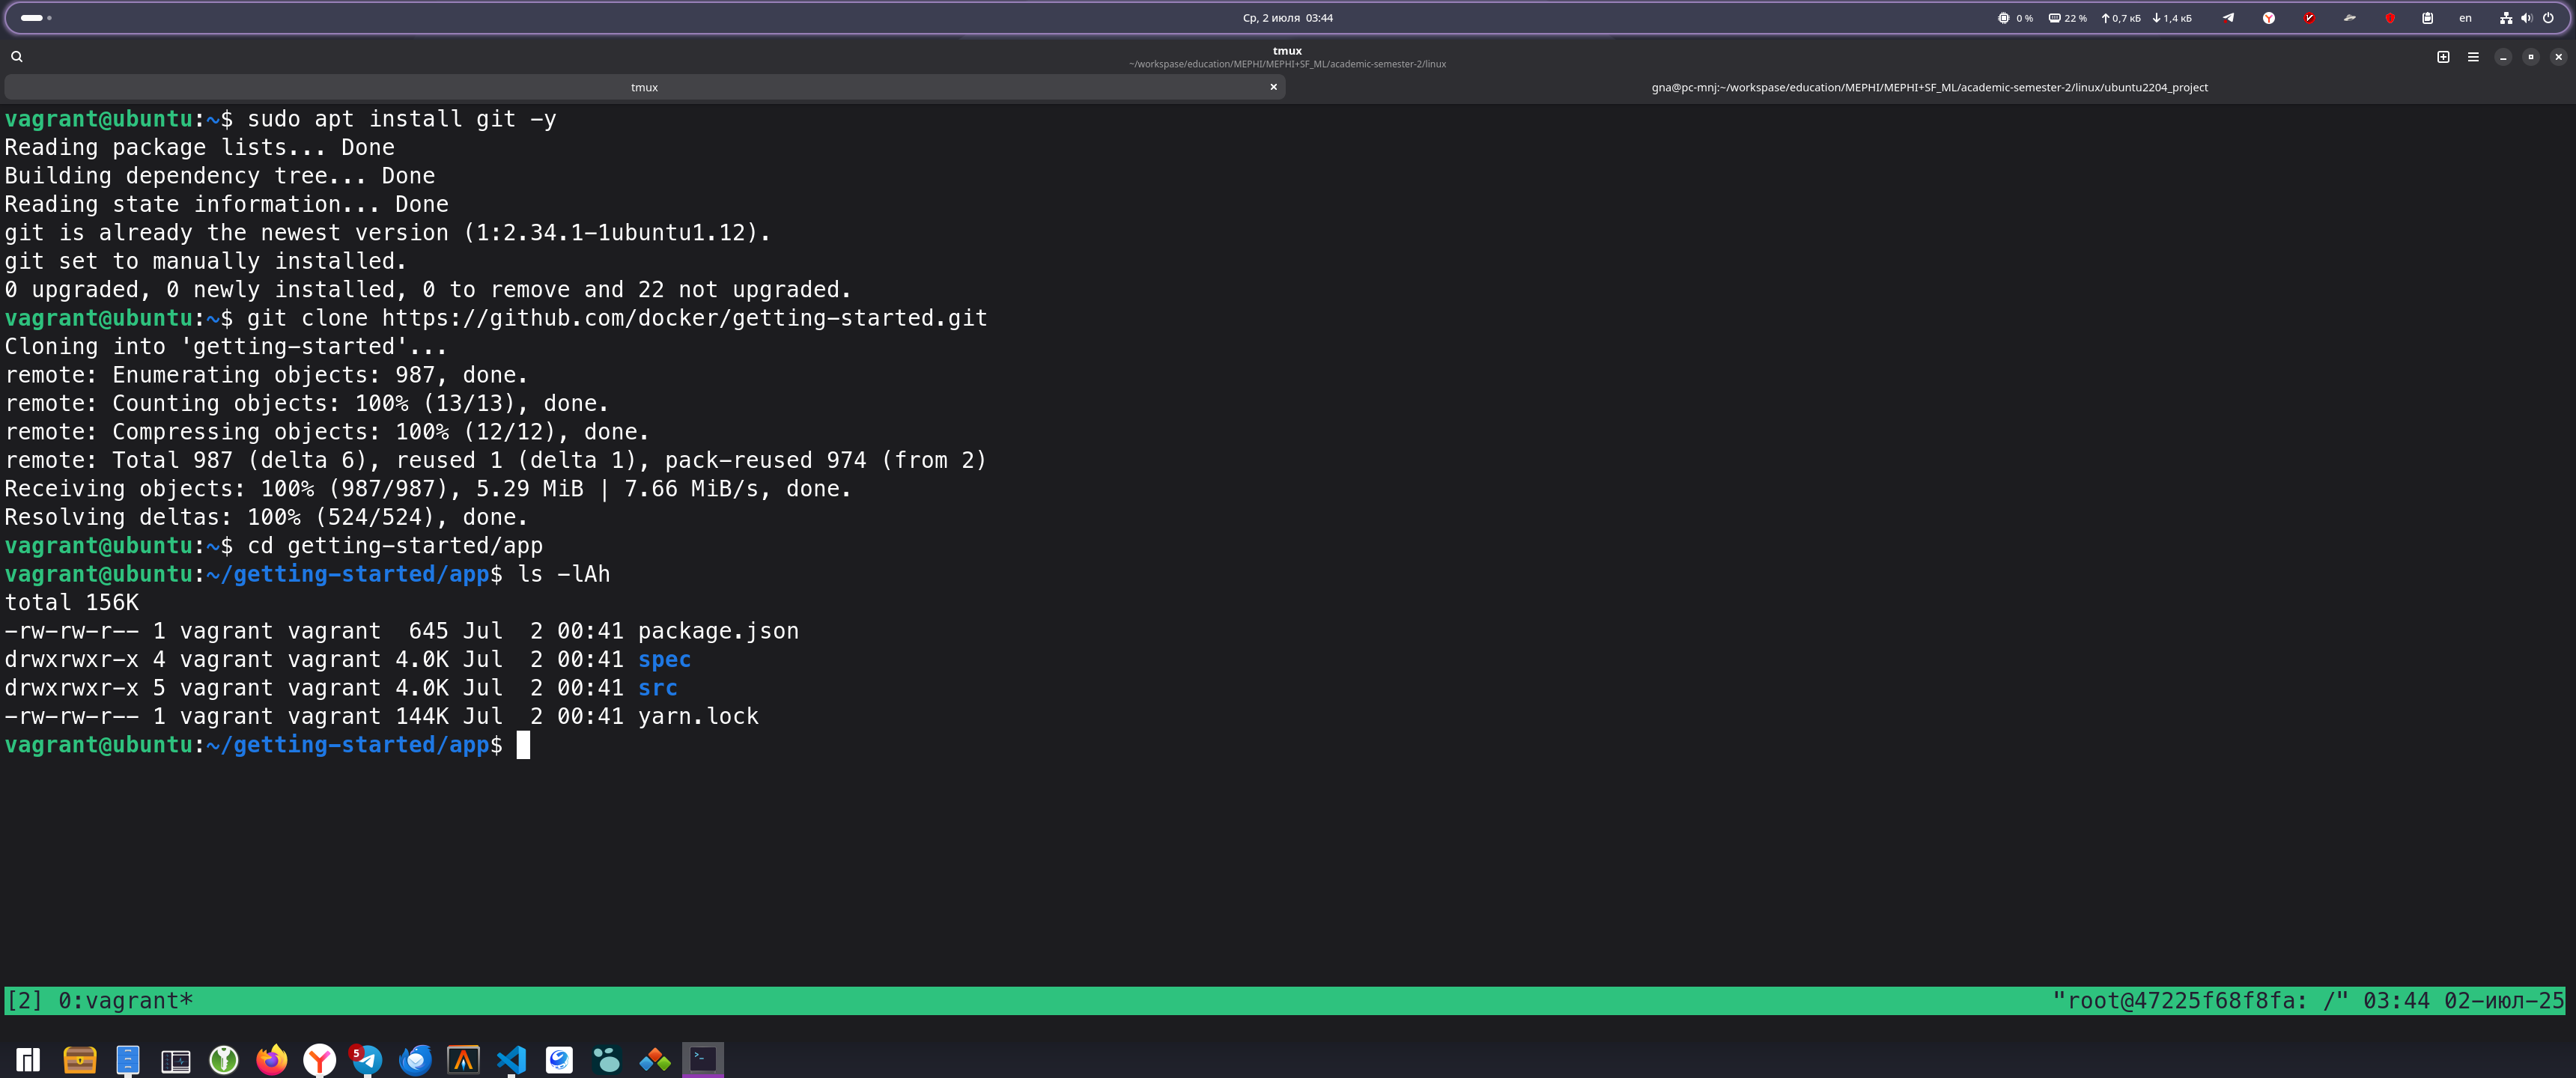 Ср, 2 июля 03:44
0 %
22 %
0,7 кБ
1,4 кБ
en
tmux
~/workspase/education/MEPHI/MEPHI+SF_ML/academic-semester-2/linux
tmux
gna@pc-mnj:~/workspase/education/MEPHI/MEPHI+SF_ML/academic-semester-2/linux/ubuntu2204_project
vagrant@ubuntu:~$ sudo apt install git -y
Reading package lists... Done
Building dependency tree... Done
Reading state information... Done
git is already the newest version (1:2.34.1-1ubuntu1.12).
git set to manually installed.
0 upgraded, 0 newly installed, 0 to remove and 22 not upgraded.
vagrant@ubuntu:~$ git clone https://github.com/docker/getting-started.git
Cloning into 'getting-started'...
remote: Enumerating objects: 987, done.
remote: Counting objects: 100% (13/13), done.
remote: Compressing objects: 100% (12/12), done.
remote: Total 987 (delta 6), reused 1 (delta 1), pack-reused 974 (from 2)
Receiving objects: 100% (987/987), 5.29 MiB | 7.66 MiB/s, done.
Resolving deltas: 100% (524/524), done.
vagrant@ubuntu:~$ cd getting-started/app
vagrant@ubuntu:~/getting-started/app$ ls -lAh
total 156K
-rw-rw-r-- 1 vagrant vagrant  645 Jul  2 00:41 package.json
drwxrwxr-x 4 vagrant vagrant 4.0K Jul  2 00:41 spec
drwxrwxr-x 5 vagrant vagrant 4.0K Jul  2 00:41 src
-rw-rw-r-- 1 vagrant vagrant 144K Jul  2 00:41 yarn.lock
vagrant@ubuntu:~/getting-started/app$
[2] 0:vagrant* "root@47225f68f8fa: /" 03:44 02-июл-25
5